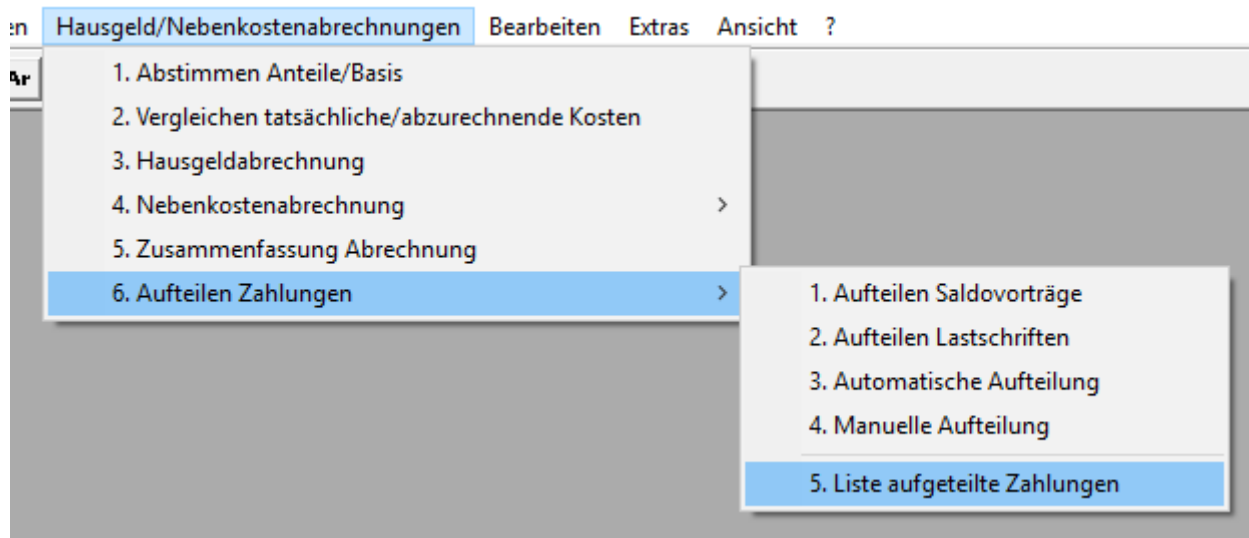 en Hausgeld/Nebenkostenabrechnungen Bearbeiten Extras Ansicht ?
Ar
1. Abstimmen Anteile/Basis
2. Vergleichen tatsächliche/abzurechnende Kosten
3. Hausgeldabrechnung
4. Nebenkostenabrechnung >
5. Zusammenfassung Abrechnung
6. Aufteilen Zahlungen >
1. Aufteilen Saldovorträge
2. Aufteilen Lastschriften
3. Automatische Aufteilung
4. Manuelle Aufteilung
5. Liste aufgeteilte Zahlungen